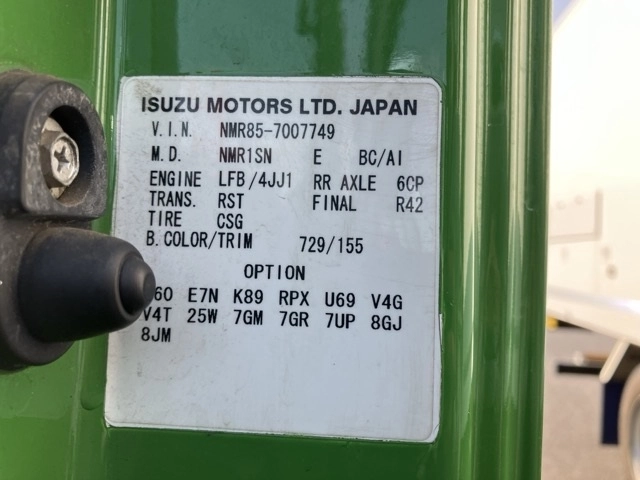 ISUZU MOTORS LTD. JAPAN
V.I.N. NMR85-7007749
M.D. NMR1SN E BC/AI
ENGINE LFB/4JJ1 RR AXLE 6CP
TRANS. RST FINAL R42
TIRE CSG
B.COLOR/TRIM 729/155
OPTION
E7N K89 RPX U69 V4G
V4T 25W 7GM 7GR 7UP 8GJ
8JM